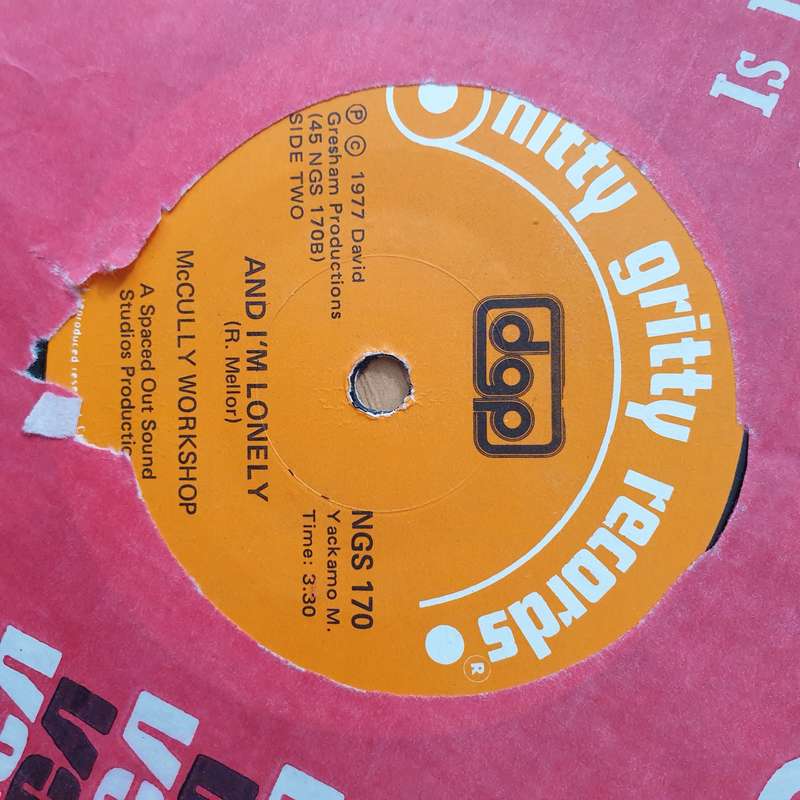 nitty gritty records
®
dgp
℗ © 1977 David
Gresham Productions
(45 NGS 170B)
SIDE TWO
NGS 170
Yackamo M.
Time: 3.30
AND I'M LONELY
(R. Mellor)
McCULLY WORKSHOP
A Spaced Out Sound
Studios Productio
Is